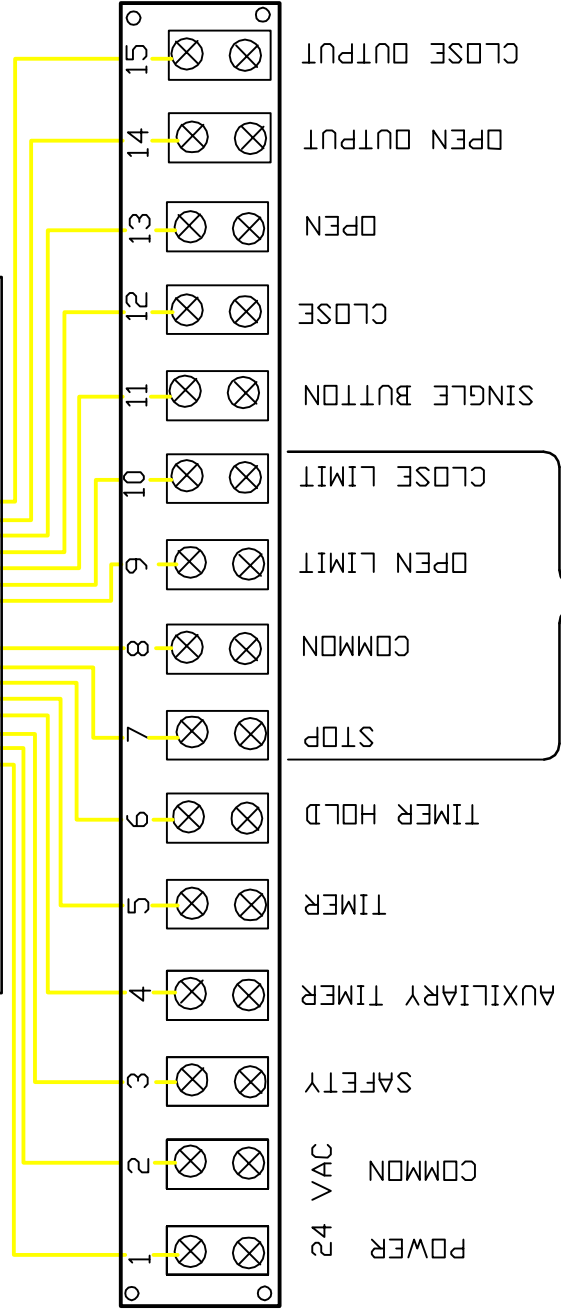 15 CLOSE OUTPUT
14 OPEN OUTPUT
13 OPEN
12 CLOSE
11 SINGLE BUTTON
10 CLOSE LIMIT
9 OPEN LIMIT
8 COMMON
7 STOP
6 TIMER HOLD
5 TIMER
4 AUXILIARY TIMER
3 SAFETY
2 COMMON
24 VAC
1 POWER